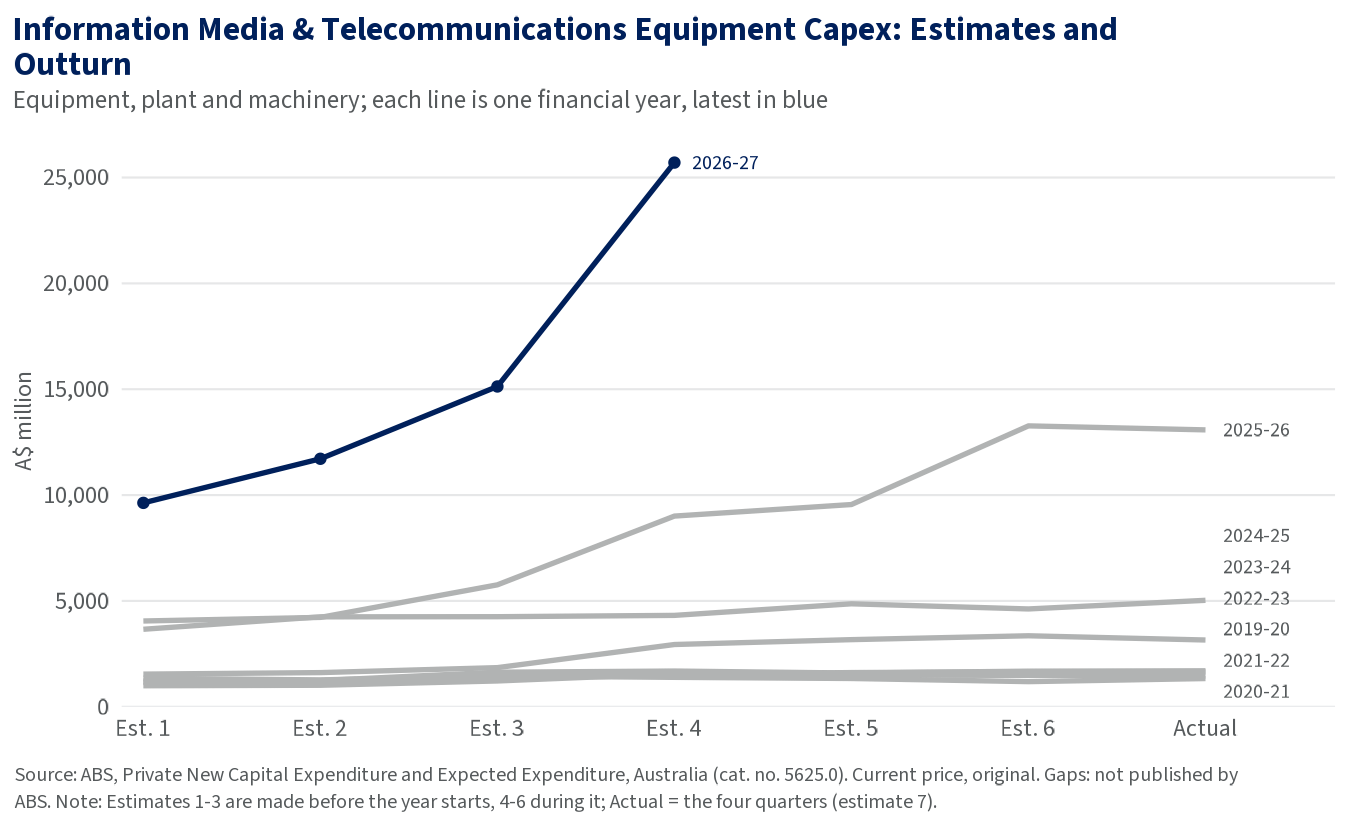 Information Media & Telecommunications Equipment Capex: Estimates and
Outturn
Equipment, plant and machinery; each line is one financial year, latest in blue
A$ million
25,000
20,000
15,000
10,000
5,000
0
2026-27
2025-26
2024-25
2023-24
2022-23
2019-20
2021-22
2020-21
Est. 1
Est. 2
Est. 3
Est. 4
Est. 5
Est. 6
Actual
Source: ABS, Private New Capital Expenditure and Expected Expenditure, Australia (cat. no. 5625.0). Current price, original. Gaps: not published by
ABS. Note: Estimates 1-3 are made before the year starts, 4-6 during it; Actual = the four quarters (estimate 7).